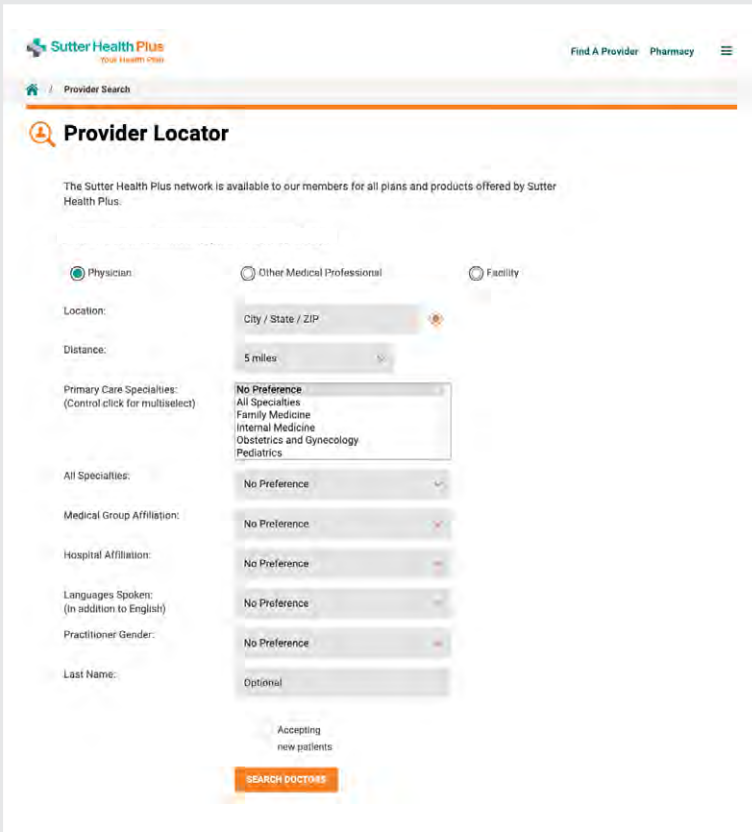 Sutter Health Plus
Your Health Plan
Find A Provider Pharmacy
/ Provider Search
Provider Locator
The Sutter Health Plus network is available to our members for all plans and products offered by Sutter
Health Plus.
Physician Other Medical Professional Facility
Location: City / State / ZIP
Distance: 5 miles
Primary Care Specialties:
(Control click for multiselect)
No Preference
All Specialties
Family Medicine
Internal Medicine
Obstetrics and Gynecology
Pediatrics
All Specialties: No Preference
Medical Group Affiliation: No Preference
Hospital Affiliation: No Preference
Languages Spoken:
(In addition to English)
No Preference
Practitioner Gender: No Preference
Last Name: Optional
Accepting
new patients
SEARCH DOCTORS